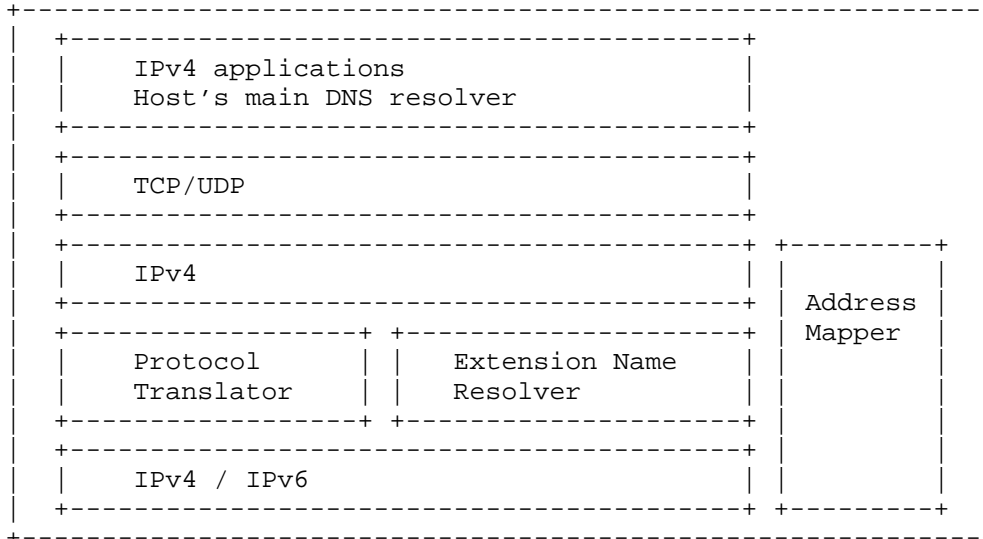 IPv4 applications
Host's main DNS resolver
TCP/UDP
IPv4
Address
Mapper
Protocol
Translator
Extension Name
Resolver
IPv4 / IPv6